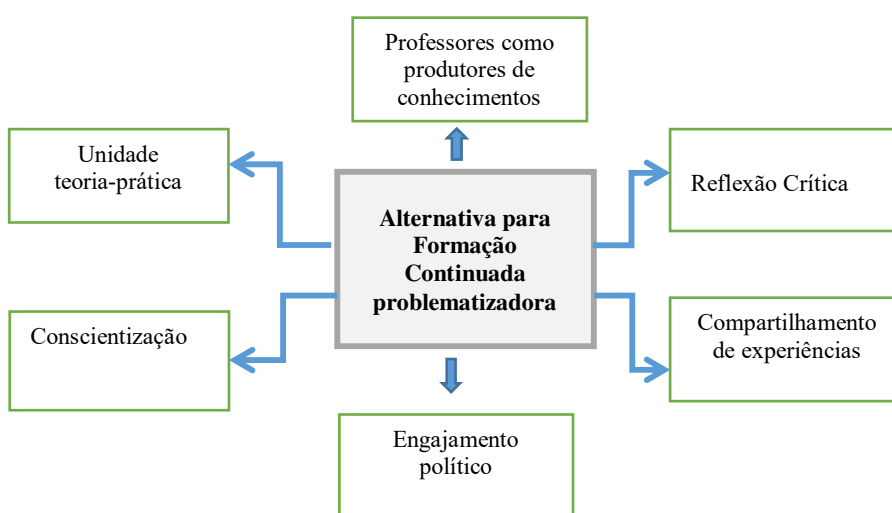 Professores como
produtores de
conhecimentos
Unidade
teoria-prática
Reflexão Crítica
Alternativa para
Formação
Continuada
problematizadora
Conscientização
Compartilhamento
de experiências
Engajamento
político